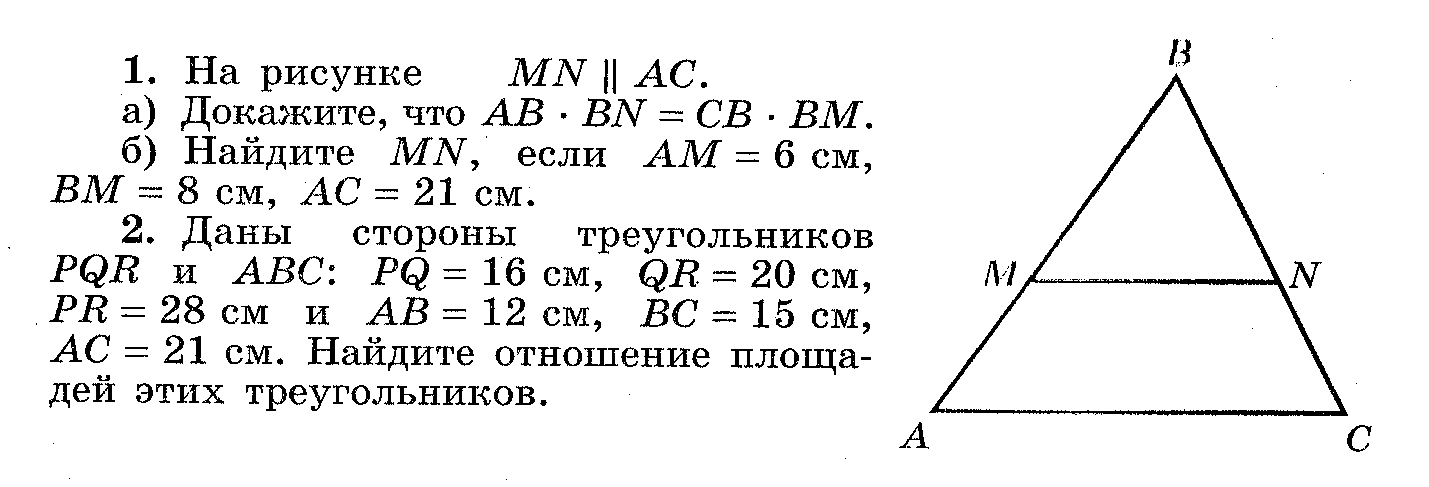 1. На рисунке MN || AC.
а) Докажите, что AB · BN = CB · BM.
б) Найдите MN, если AM = 6 см,
BM = 8 см, AC = 21 см.
2. Даны стороны треугольников
PQR и ABC: PQ = 16 см, QR = 20 см,
PR = 28 см и AB = 12 см, BC = 15 см,
AC = 21 см. Найдите отношение площа-
дей этих треугольников.
B
M N
A C